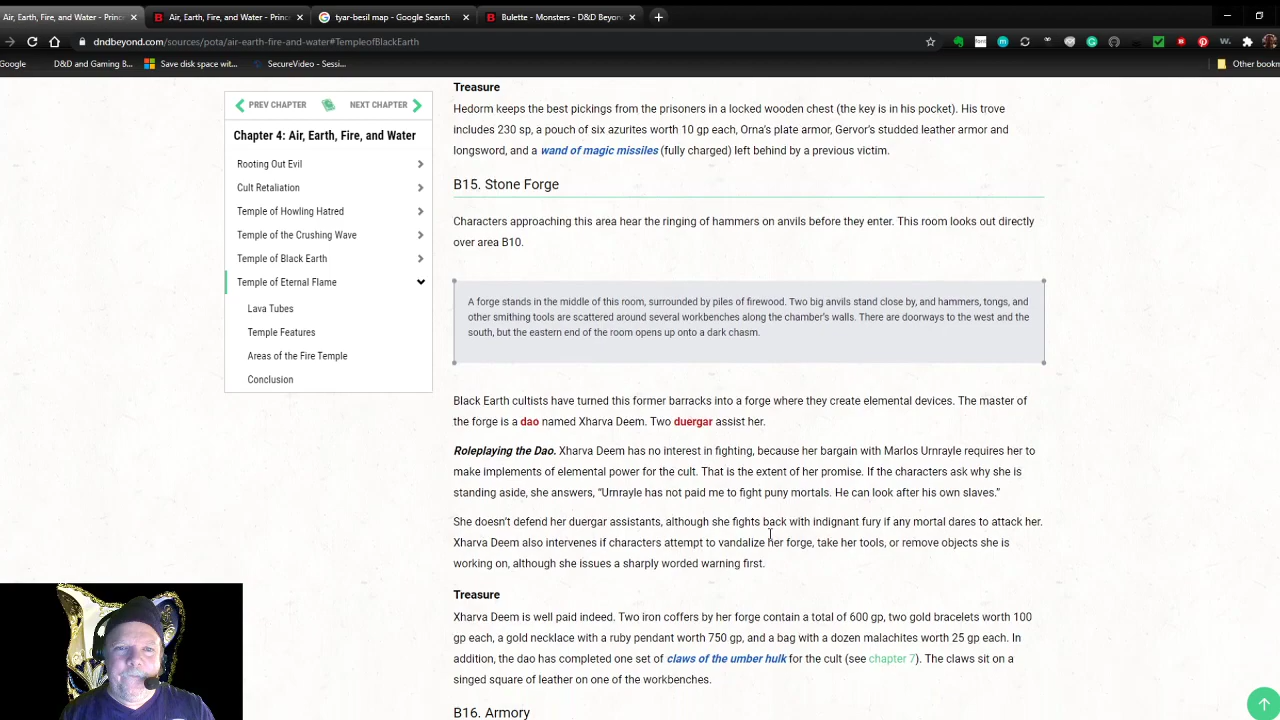 Air, Earth, Fire, and Water - Princes
Air, Earth, Fire, and Water - Princ
tyar-besil map - Google Search
Bulette - Monsters - D&D Beyond
dndbeyond.com/sources/pota/air-earth-fire-and-water#TempleofBlackEarth
Google
D&D and Gaming B...
Save disk space wit...
SecureVideo - Sessi...
Other bookm
PREV CHAPTER
NEXT CHAPTER
Chapter 4: Air, Earth, Fire, and Water
Rooting Out Evil
Cult Retaliation
Temple of Howling Hatred
Temple of the Crushing Wave
Temple of Black Earth
Temple of Eternal Flame
Lava Tubes
Temple Features
Areas of the Fire Temple
Conclusion
Treasure
Hedorm keeps the best pickings from the prisoners in a locked wooden chest (the key is in his pocket). His trove
includes 230 sp, a pouch of six azurites worth 10 gp each, Orna's plate armor, Gervor's studded leather armor and
longsword, and a wand of magic missiles (fully charged) left behind by a previous victim.
B15. Stone Forge
Characters approaching this area hear the ringing of hammers on anvils before they enter. This room looks out directly
over area B10.
A forge stands in the middle of this room, surrounded by piles of firewood. Two big anvils stand close by, and hammers, tongs, and
other smithing tools are scattered around several workbenches along the chamber's walls. There are doorways to the west and the
south, but the eastern end of the room opens up onto a dark chasm.
Black Earth cultists have turned this former barracks into a forge where they create elemental devices. The master of
the forge is a dao named Xharva Deem. Two duergar assist her.
Roleplaying the Dao. Xharva Deem has no interest in fighting, because her bargain with Marlos Urnrayle requires her to
make implements of elemental power for the cult. That is the extent of her promise. If the characters ask why she is
standing aside, she answers, “Urnrayle has not paid me to fight puny mortals. He can look after his own slaves.”
She doesn't defend her duergar assistants, although she fights back with indignant fury if any mortal dares to attack her.
Xharva Deem also intervenes if characters attempt to vandalize her forge, take her tools, or remove objects she is
working on, although she issues a sharply worded warning first.
Treasure
Xharva Deem is well paid indeed. Two iron coffers by her forge contain a total of 600 gp, two gold bracelets worth 100
gp each, a gold necklace with a ruby pendant worth 750 gp, and a bag with a dozen malachites worth 25 gp each. In
addition, the dao has completed one set of claws of the umber hulk for the cult (see chapter 7). The claws sit on a
singed square of leather on one of the workbenches.
B16. Armory